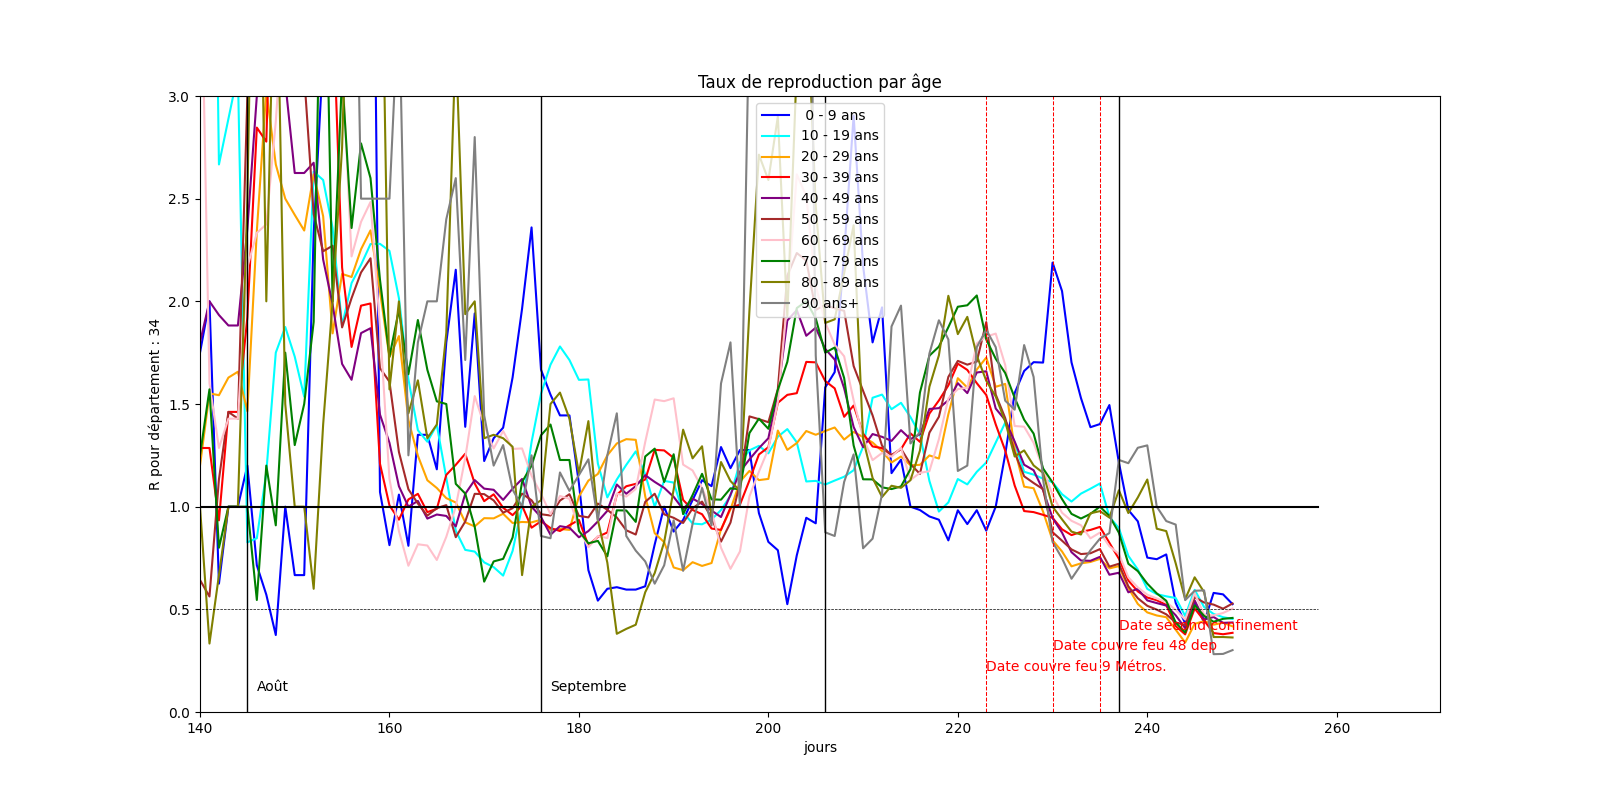 Taux de reproduction par âge
R pour département : 34
3.0
2.5
2.0
1.5
1.0
0.5
0.0
0 - 9 ans
10 - 19 ans
20 - 29 ans
30 - 39 ans
40 - 49 ans
50 - 59 ans
60 - 69 ans
70 - 79 ans
80 - 89 ans
90 ans+
Date second confinement
Date couvre feu 48 dep
Date couvre feu 9 Métros.
Août
Septembre
140
160
180
200
220
240
260
jours